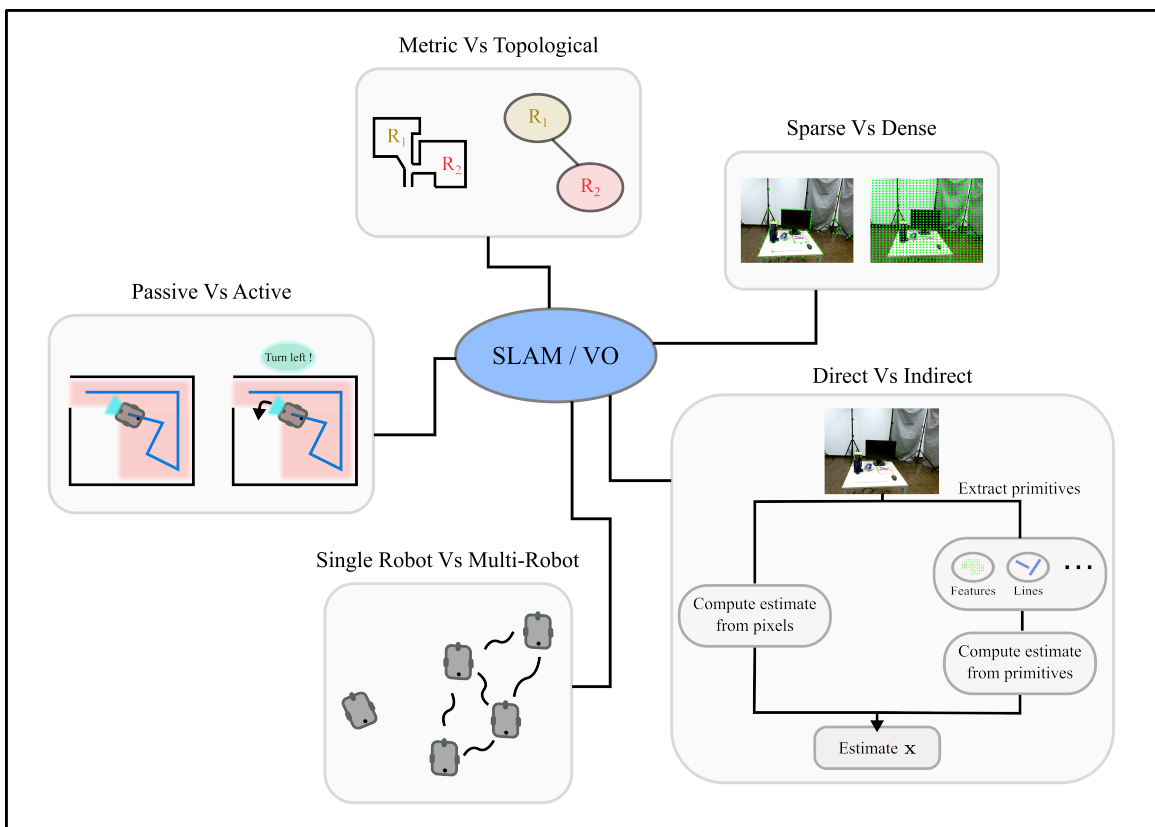 Metric Vs Topological
R₁
R₂
R₁
R₂
Sparse Vs Dense
Passive Vs Active
Turn left !
SLAM / VO
Direct Vs Indirect
Extract primitives
Features
Lines
...
Compute estimate
from pixels
Compute estimate
from primitives
Estimate x
Single Robot Vs Multi-Robot